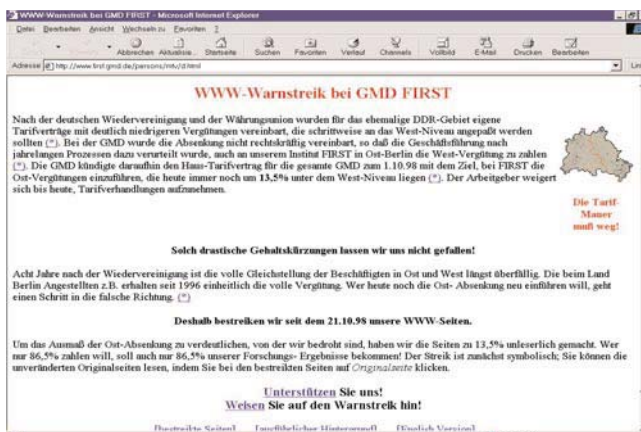 WWW-Warnstreik bei GMD FIRST - Microsoft Internet Explorer
Datei Bearbeiten Ansicht Wechseln zu Favoriten ?
Abbrechen Aktualisie... Startseite Suchen Favoriten Verlauf Channels Vollbild E-Mail Drucken Bearbeiten
Adresse http://www.first.gmd.de/persons/mtv/d.html
WWW-Warnstreik bei GMD FIRST
Nach der deutschen Wiedervereinigung und der Währungsunion wurden für das ehemalige DDR-Gebiet eigene
Tarifverträge mit deutlich niedrigeren Vergütungen vereinbart, die schrittweise an das West-Niveau angepaßt werden
sollten (*). Bei der GMD wurde die Absenkung nicht rechtskräftig vereinbart, so daß die Geschäftsführung nach
jahrelangen Prozessen dazu verurteilt wurde, auch an unserem Institut FIRST in Ost-Berlin die West-Vergütung zu zahlen
(*). Die GMD kündigte daraufhin den Haus-Tarifvertrag für die gesamte GMD zum 1.10.98 mit dem Ziel, bei FIRST die
Ost-Vergütungen einzuführen, die heute immer noch um 13,5% unter dem West-Niveau liegen (*). Der Arbeitgeber weigert
sich bis heute, Tarifverhandlungen aufzunehmen.
Die Tarif-
Mauer
muß weg!
Solch drastische Gehaltskürzungen lassen wir uns nicht gefallen!
Acht Jahre nach der Wiedervereinigung ist die volle Gleichstellung der Beschäftigten in Ost und West längst überfällig. Die beim Land
Berlin Angestellten z.B. erhalten seit 1996 einheitlich die volle Vergütung. Wer heute noch die Ost- Absenkung neu einführen will, geht
einen Schritt in die falsche Richtung. (*)
Deshalb bestreiken wir seit dem 21.10.98 unsere WWW-Seiten.
Um das Ausmaß der Ost-Absenkung zu verdeutlichen, von der wir bedroht sind, haben wir die Seiten zu 13,5% unleserlich gemacht. Wer
nur 86,5% zahlen will, soll auch nur 86,5% unserer Forschungs- Ergebnisse bekommen! Der Streik ist zunächst symbolisch; Sie können die
unveränderten Originalseiten lesen, indem Sie bei den bestreikten Seiten auf Originalseite klicken.
Unterstützen Sie uns!
Weisen Sie auf den Warnstreik hin!
[bestreikte Seiten] [ausführlicher Hintergrund] [English Version]